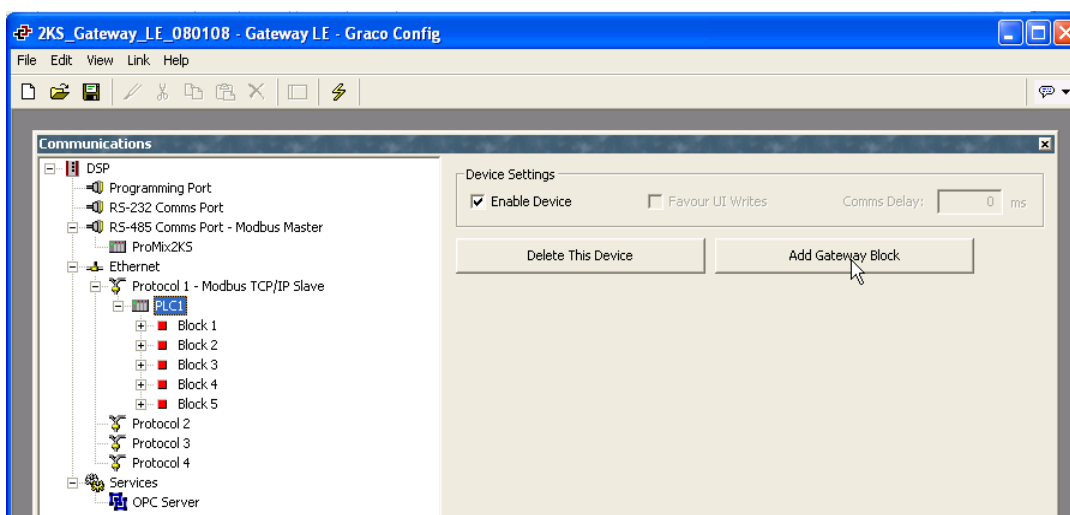 2KS_Gateway_LE_080108 - Gateway LE - Graco Config
File Edit View Link Help
Communications
DSP
Programming Port
RS-232 Comms Port
RS-485 Comms Port - Modbus Master
ProMix2KS
Ethernet
Protocol 1 - Modbus TCP/IP Slave
PLC1
Block 1
Block 2
Block 3
Block 4
Block 5
Protocol 2
Protocol 3
Protocol 4
Services
OPC Server
Device Settings
Enable Device Favour UI Writes Comms Delay: 0 ms
Delete This Device Add Gateway Block